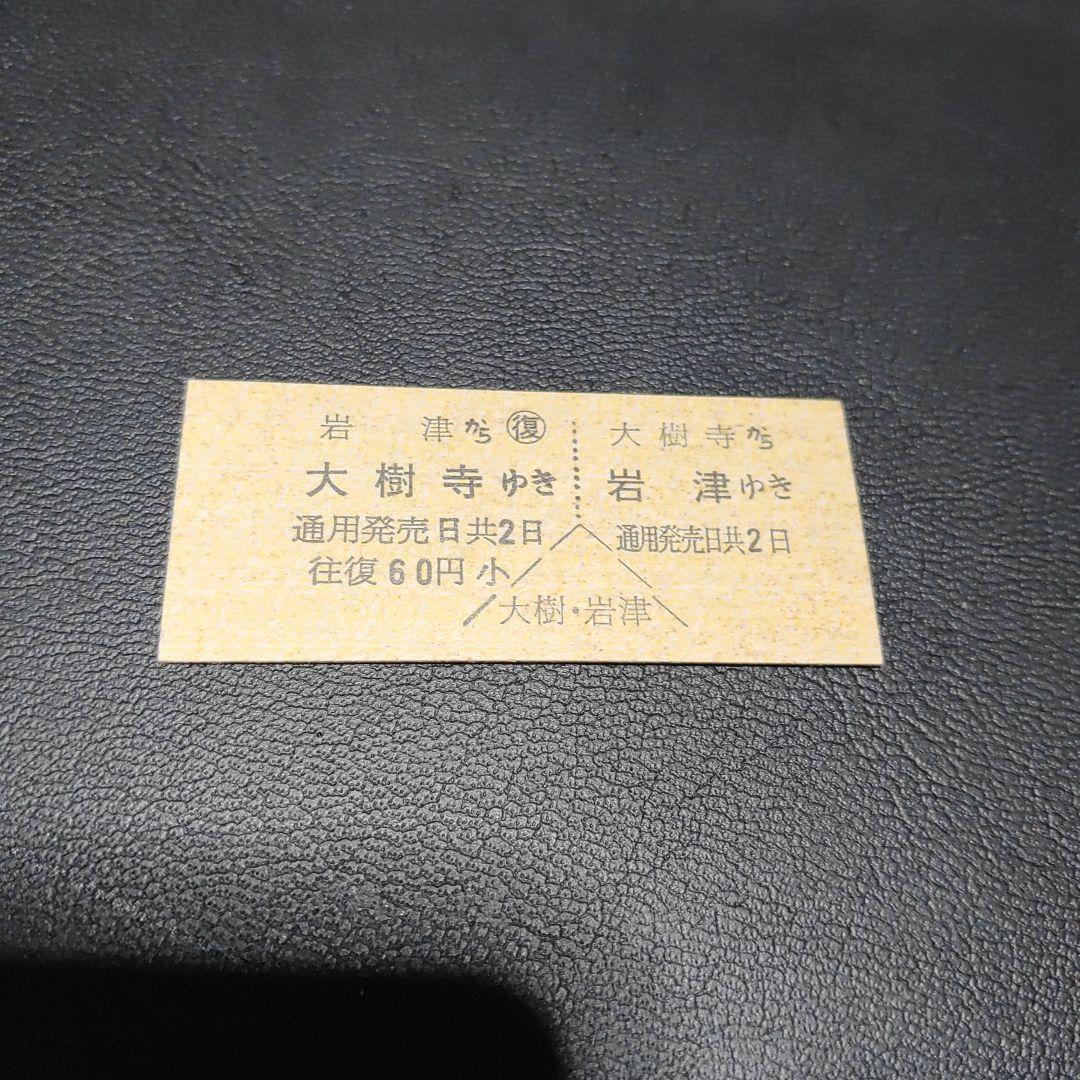 岩津から㊝復
大樹寺ゆき
通用発売日共2日
往復60円 小
大樹寺から
岩津ゆき
通用発売日共2日
大樹・岩津